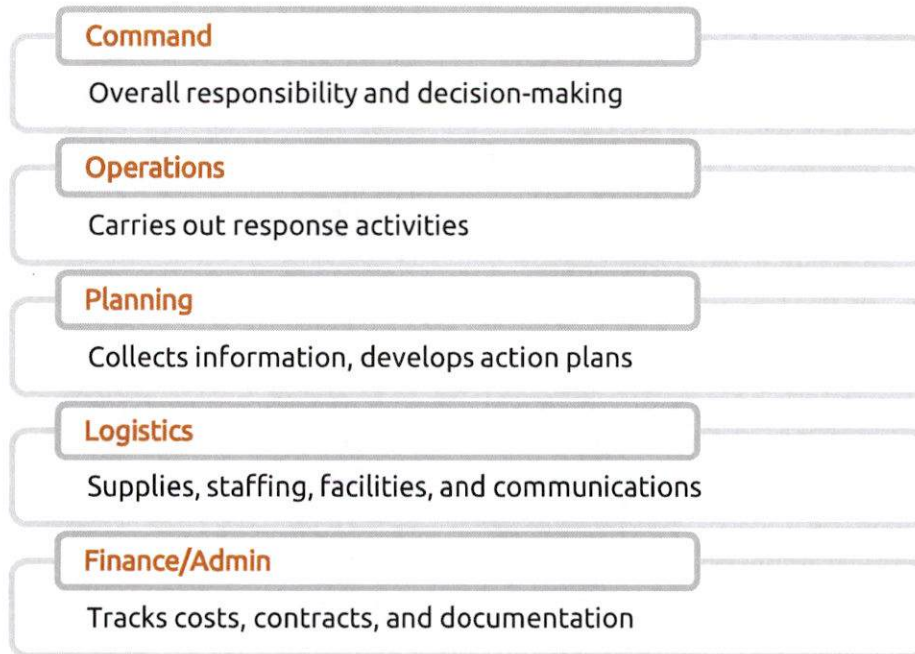 Command
Overall responsibility and decision-making
Operations
Carries out response activities
Planning
Collects information, develops action plans
Logistics
Supplies, staffing, facilities, and communications
Finance/Admin
Tracks costs, contracts, and documentation